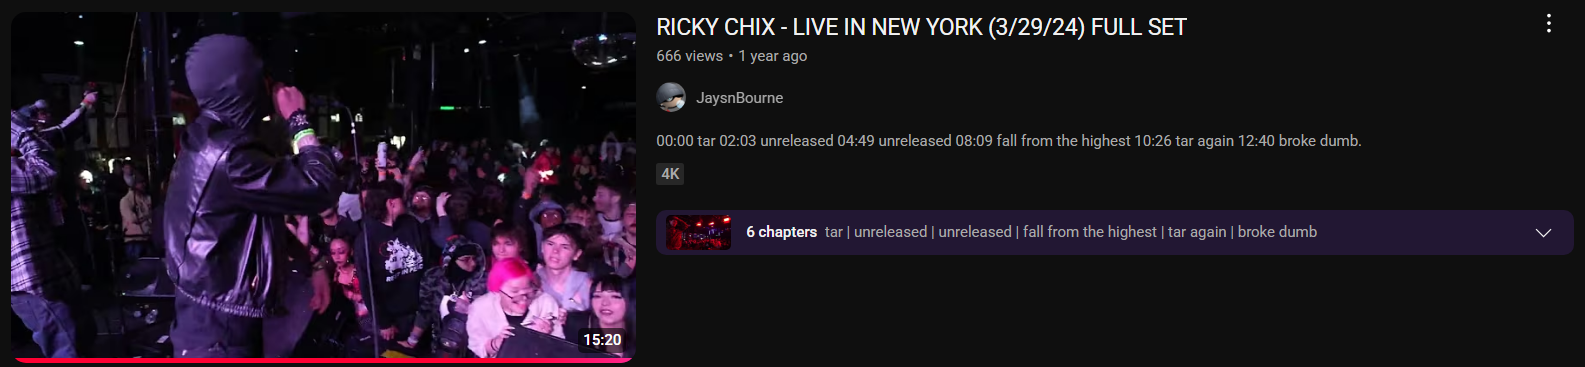 RICKY CHIX - LIVE IN NEW YORK (3/29/24) FULL SET
666 views • 1 year ago
JaysnBourne
00:00 tar 02:03 unreleased 04:49 unreleased 08:09 fall from the highest 10:26 tar again 12:40 broke dumb.
4K
6 chapters tar | unreleased | unreleased | fall from the highest | tar again | broke dumb
15:20